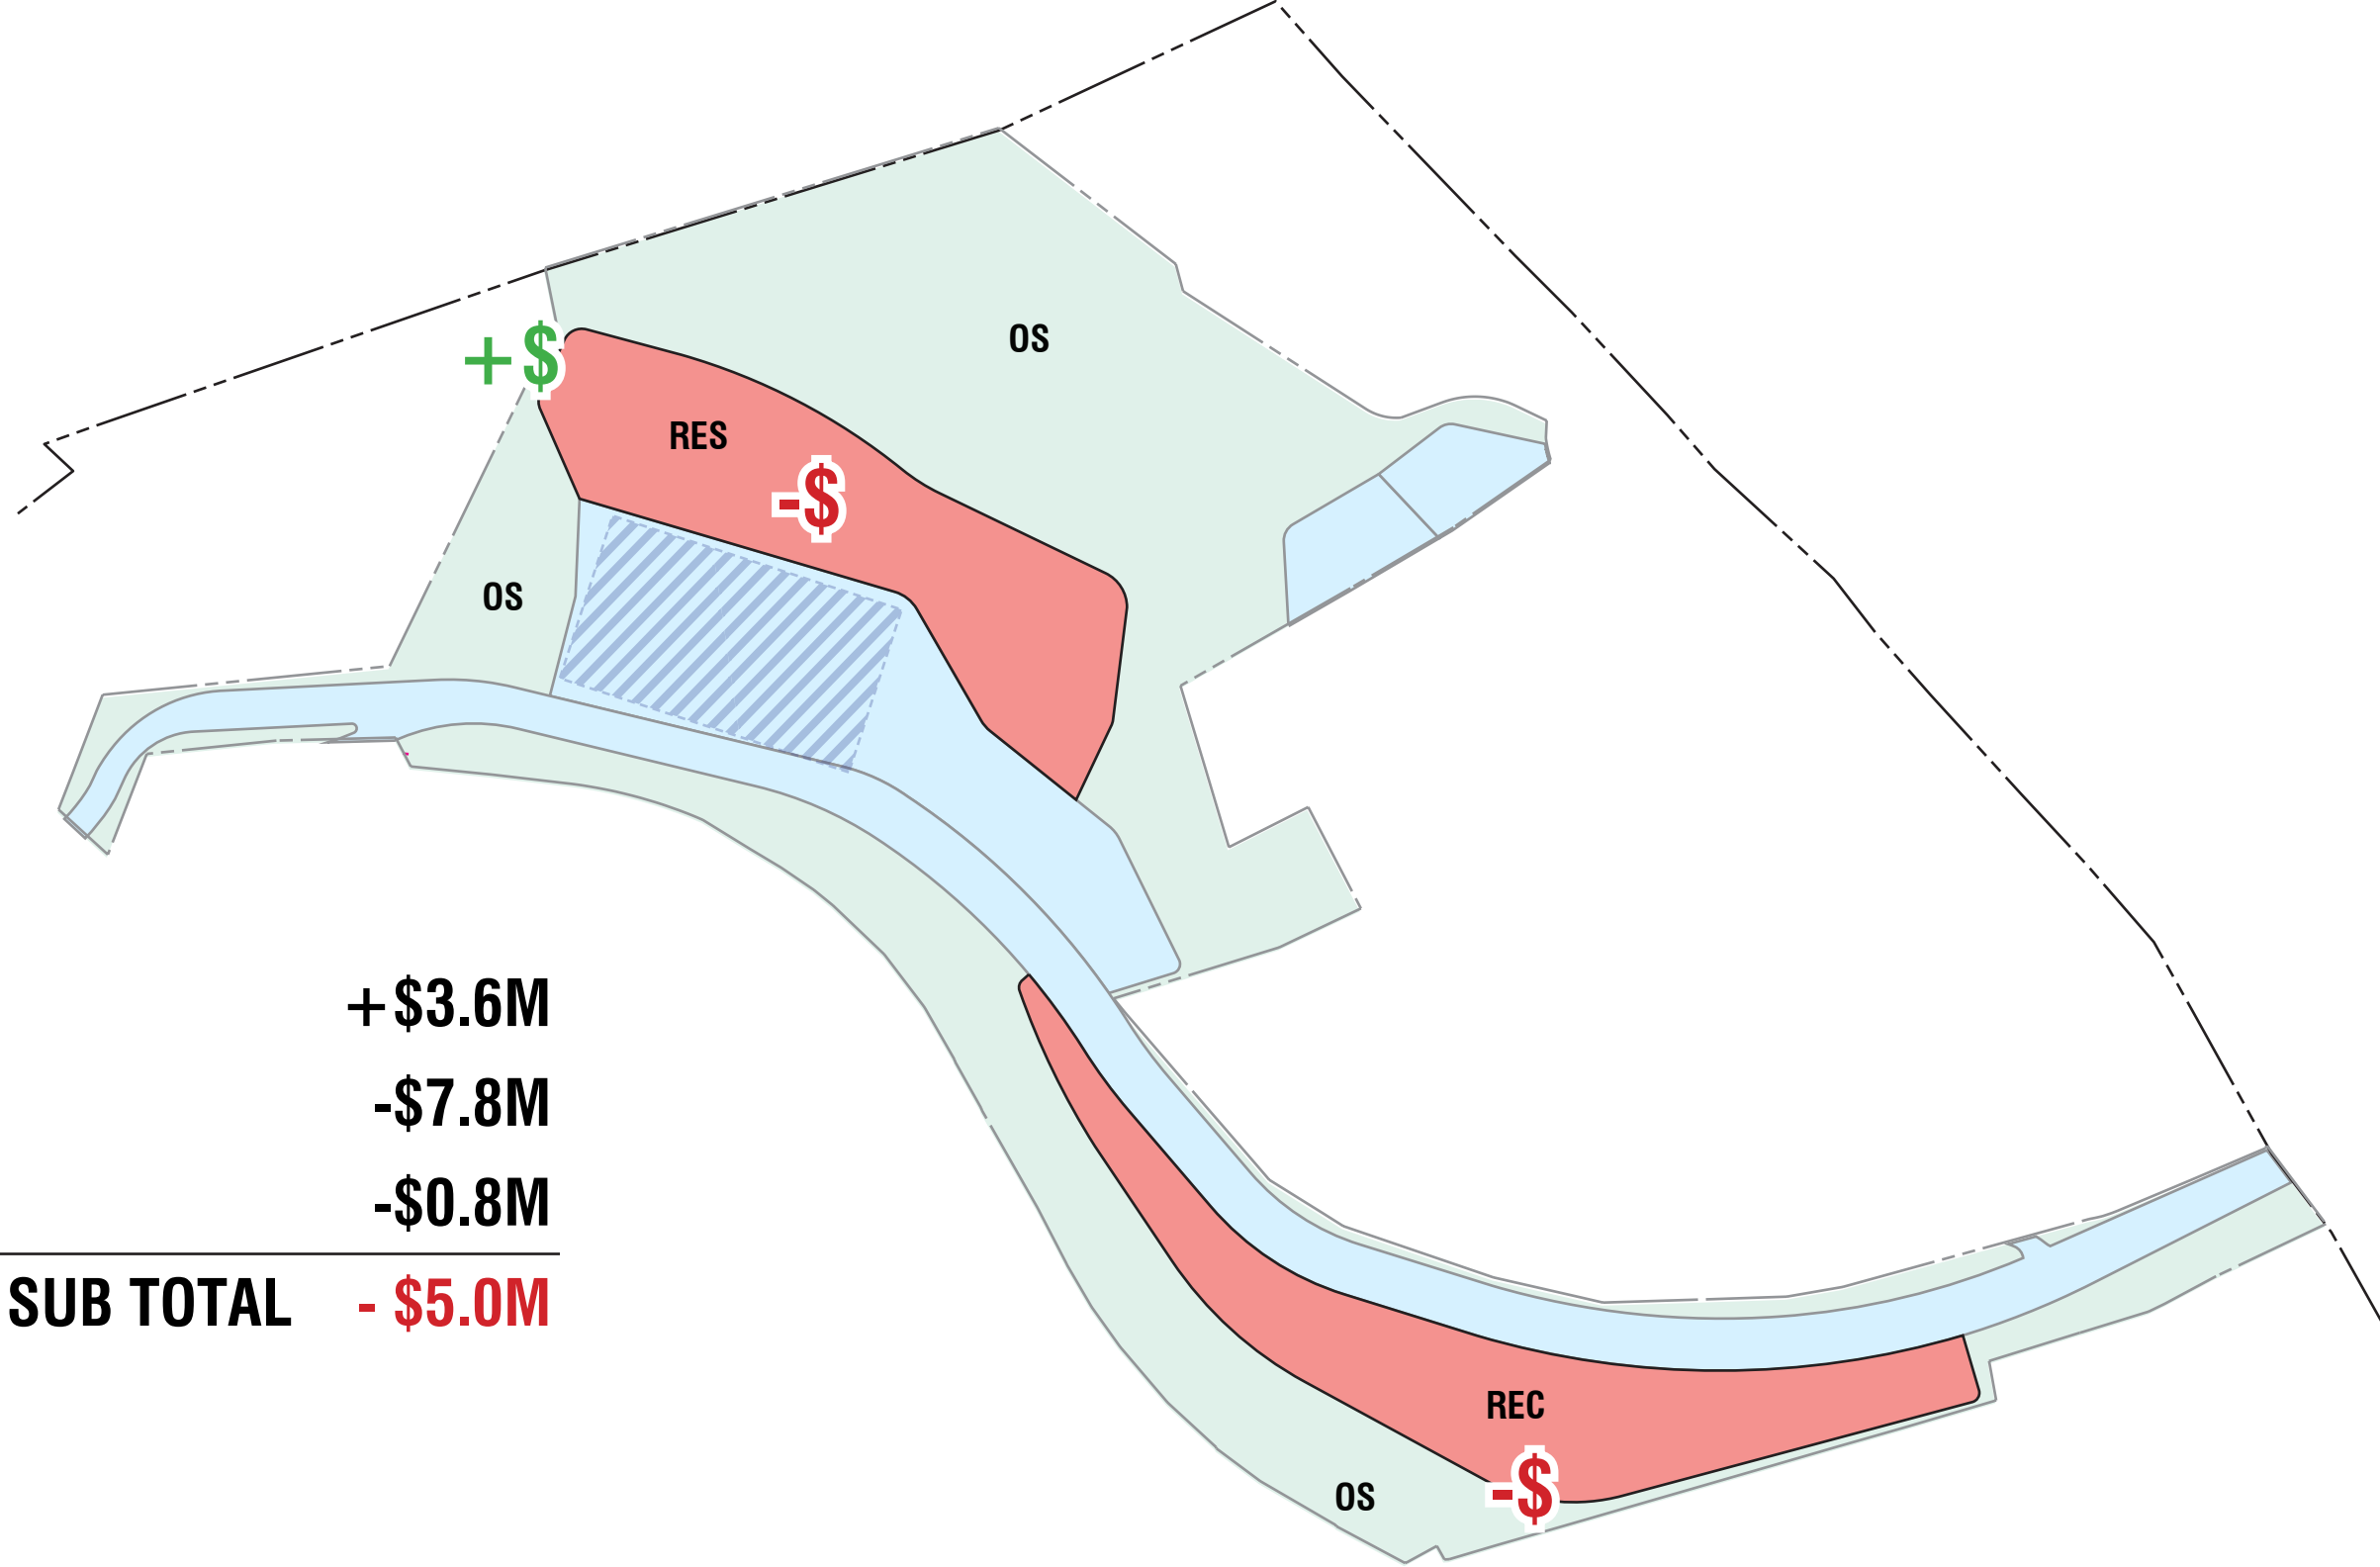 OS
+$
RES
-$
OS
+$3.6M
-$7.8M
-$0.8M
SUB TOTAL - $5.0M
REC
-$
OS